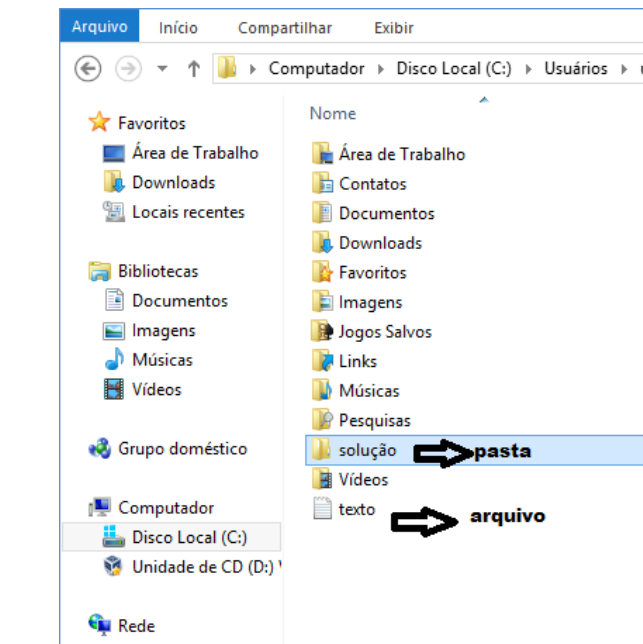 Arquivo Início Compartilhar Exibir
Computador Disco Local (C:) Usuários
Favoritos
Área de Trabalho
Downloads
Locais recentes
Bibliotecas
Documentos
Imagens
Músicas
Vídeos
Grupo doméstico
Computador
Disco Local (C:)
Unidade de CD (D:)
Rede
Nome
Área de Trabalho
Contatos
Documentos
Downloads
Favoritos
Imagens
Jogos Salvos
Links
Músicas
Pesquisas
solução pasta
Vídeos
texto arquivo